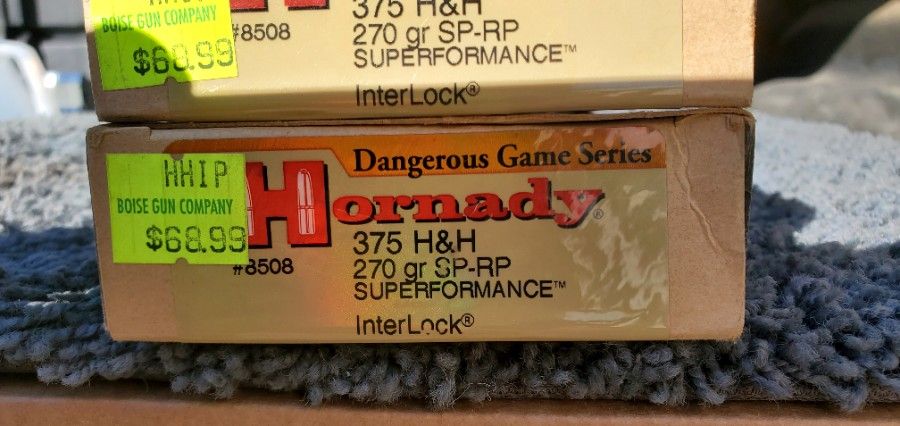 BOISE GUN COMPANY
$68.99
#8508
375 H&H
270 gr SP-RP
SUPERFORMANCE™
InterLock®
HHIP
BOISE GUN COMPANY
$68.99
#8508
Dangerous Game Series
Hornady®
375 H&H
270 gr SP-RP
SUPERFORMANCE™
InterLock®